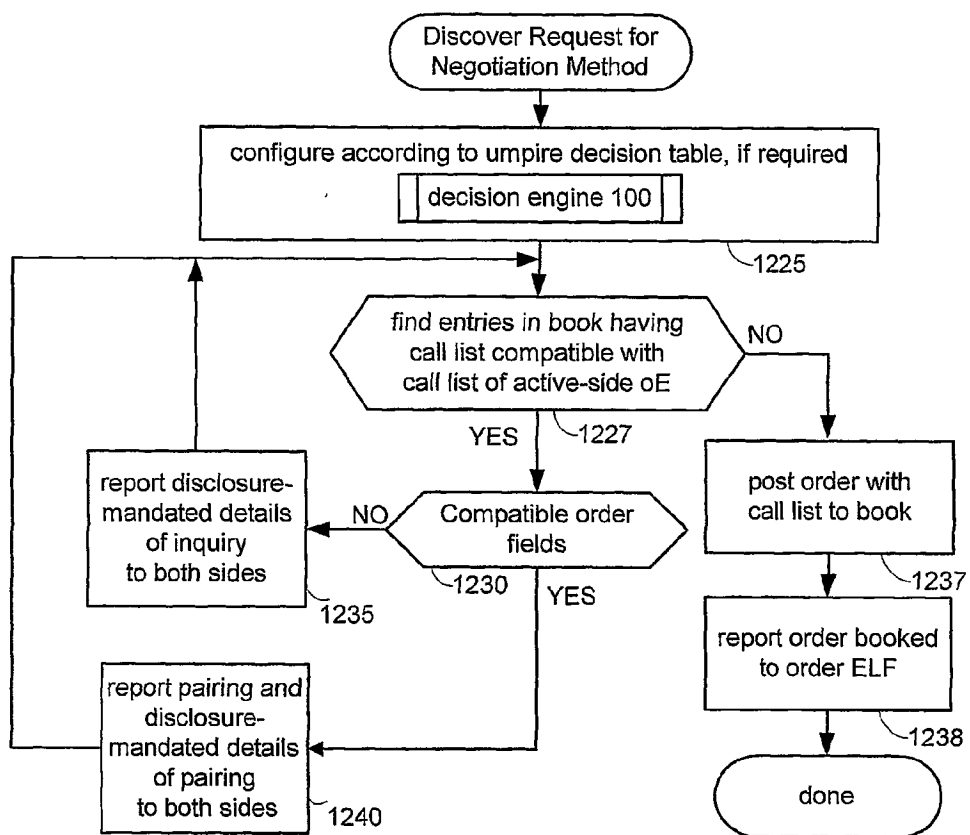 Discover Request for
Negotiation Method
configure according to umpire decision table, if required
decision engine 100
1225
find entries in book having
call list compatible with
call list of active-side oE
NO
YES
1227
report disclosure-
mandated details
of inquiry
to both sides
NO
Compatible order
fields
post order with
call list to book
1235
1230
YES
1237
report pairing and
disclosure-
mandated details
of pairing
to both sides
report order booked
to order ELF
1238
1240
done